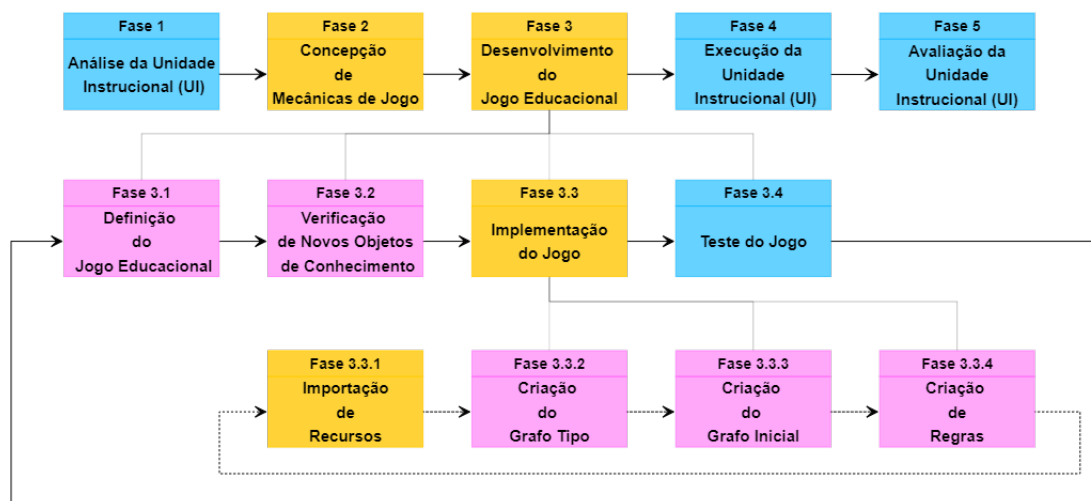 Fase 1
Análise da Unidade
Instrucional (UI)
Fase 2
Concepção
de
Mecânicas de Jogo
Fase 3
Desenvolvimento
do
Jogo Educacional
Fase 4
Execução da
Unidade
Instrucional (UI)
Fase 5
Avaliação da
Unidade
Instrucional (UI)
Fase 3.1
Definição
do
Jogo Educacional
Fase 3.2
Verificação
de Novos Objetos
de Conhecimento
Fase 3.3
Implementação
do Jogo
Fase 3.4
Teste do Jogo
Fase 3.3.1
Importação
de
Recursos
Fase 3.3.2
Criação
do
Grafo Tipo
Fase 3.3.3
Criação
do
Grafo Inicial
Fase 3.3.4
Criação
de
Regras